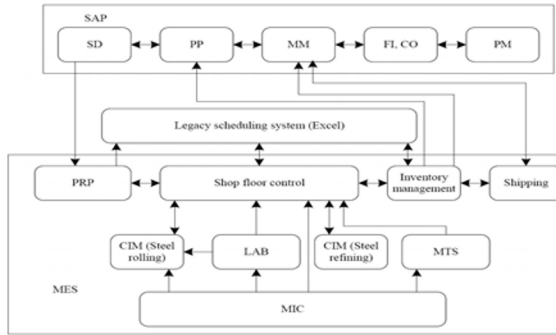 SAP
SD
PP
MM
FI, CO
PM
Legacy scheduling system (Excel)
PRP
Shop floor control
Inventory
management
Shipping
CIM (Steel
rolling)
LAB
CIM (Steel
refining)
MTS
MES
MIC